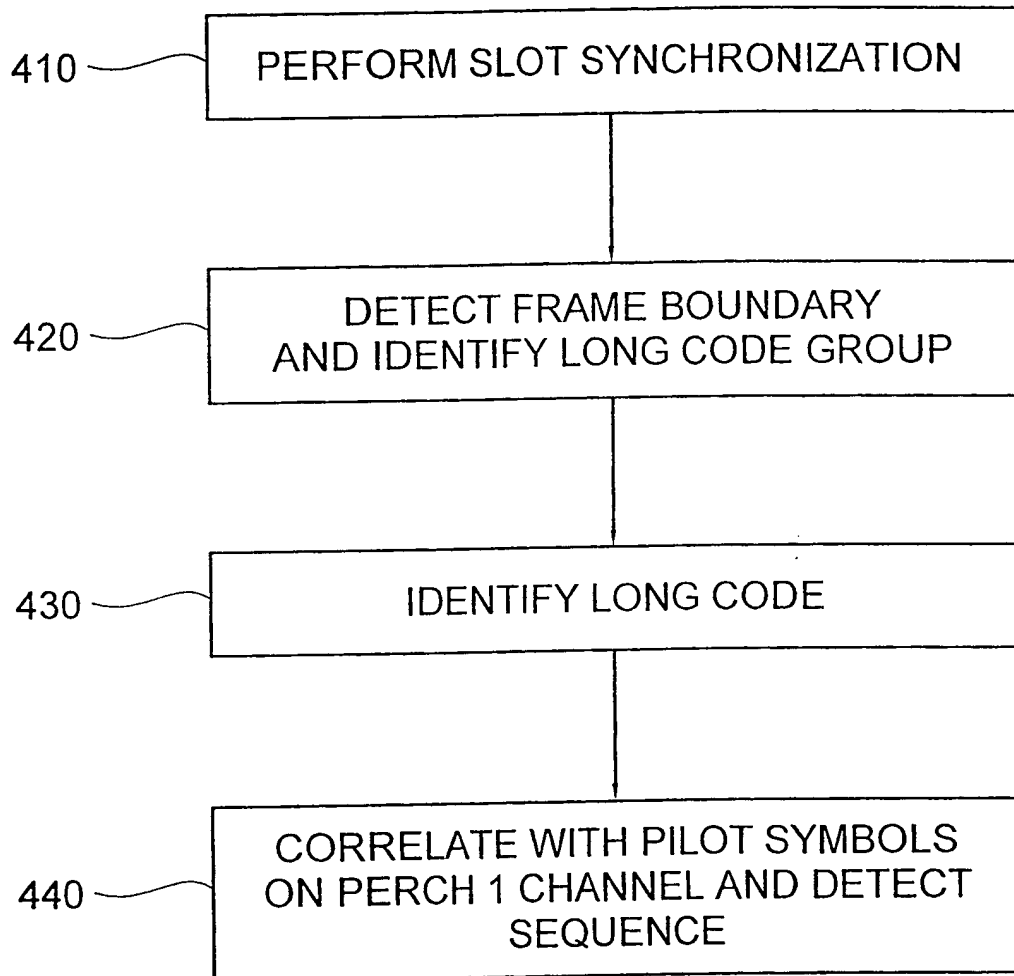 410
PERFORM SLOT SYNCHRONIZATION
420
DETECT FRAME BOUNDARY
AND IDENTIFY LONG CODE GROUP
430
IDENTIFY LONG CODE
440
CORRELATE WITH PILOT SYMBOLS
ON PERCH 1 CHANNEL AND DETECT
SEQUENCE